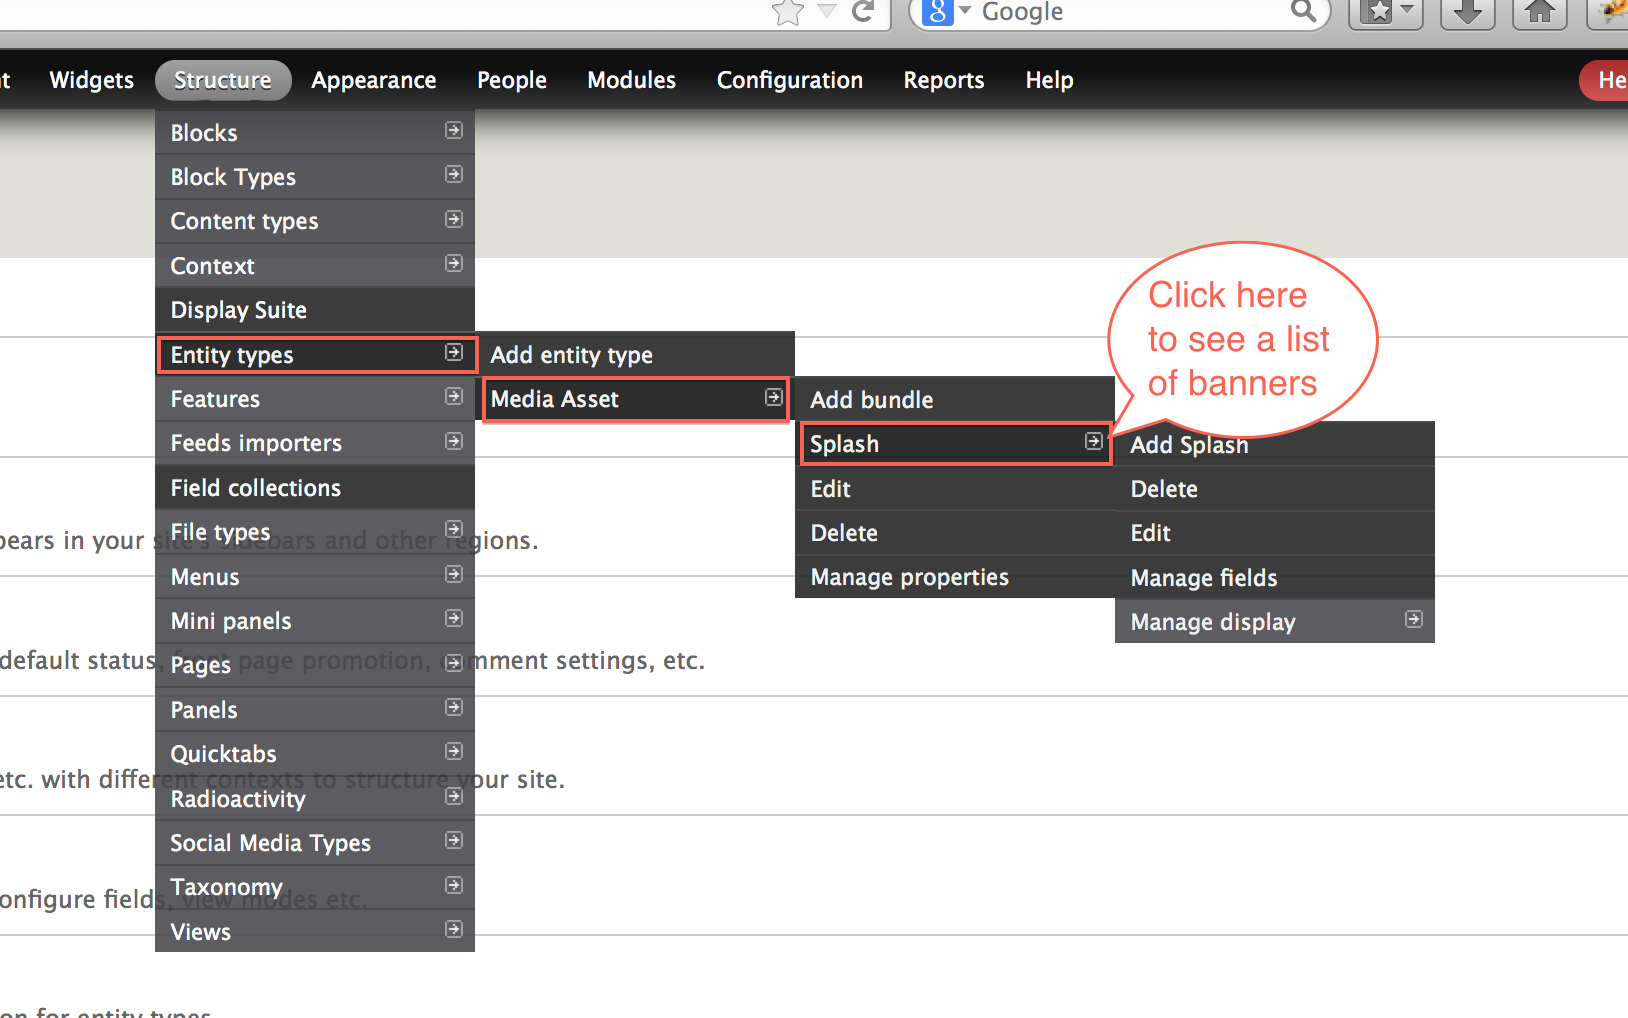 8 Google
t Widgets Structure Appearance People Modules Configuration Reports Help He
Blocks
Block Types
Content types
Context
Display Suite
Entity types
Features
Feeds importers
Field collections
File types
Menus
Mini panels
Pages
Panels
Quicktabs
Radioactivity
Social Media Types
Taxonomy
Views
Add entity type
Media Asset
Add bundle
Splash
Edit
Delete
Manage properties
Add Splash
Delete
Edit
Manage fields
Manage display
Click here
to see a list
of banners
pears in your site's sidebars and other regions.
default status, front page promotion, comment settings, etc.
etc. with different contexts to structure your site.
onfigure fields, view modes etc.
on for entity types